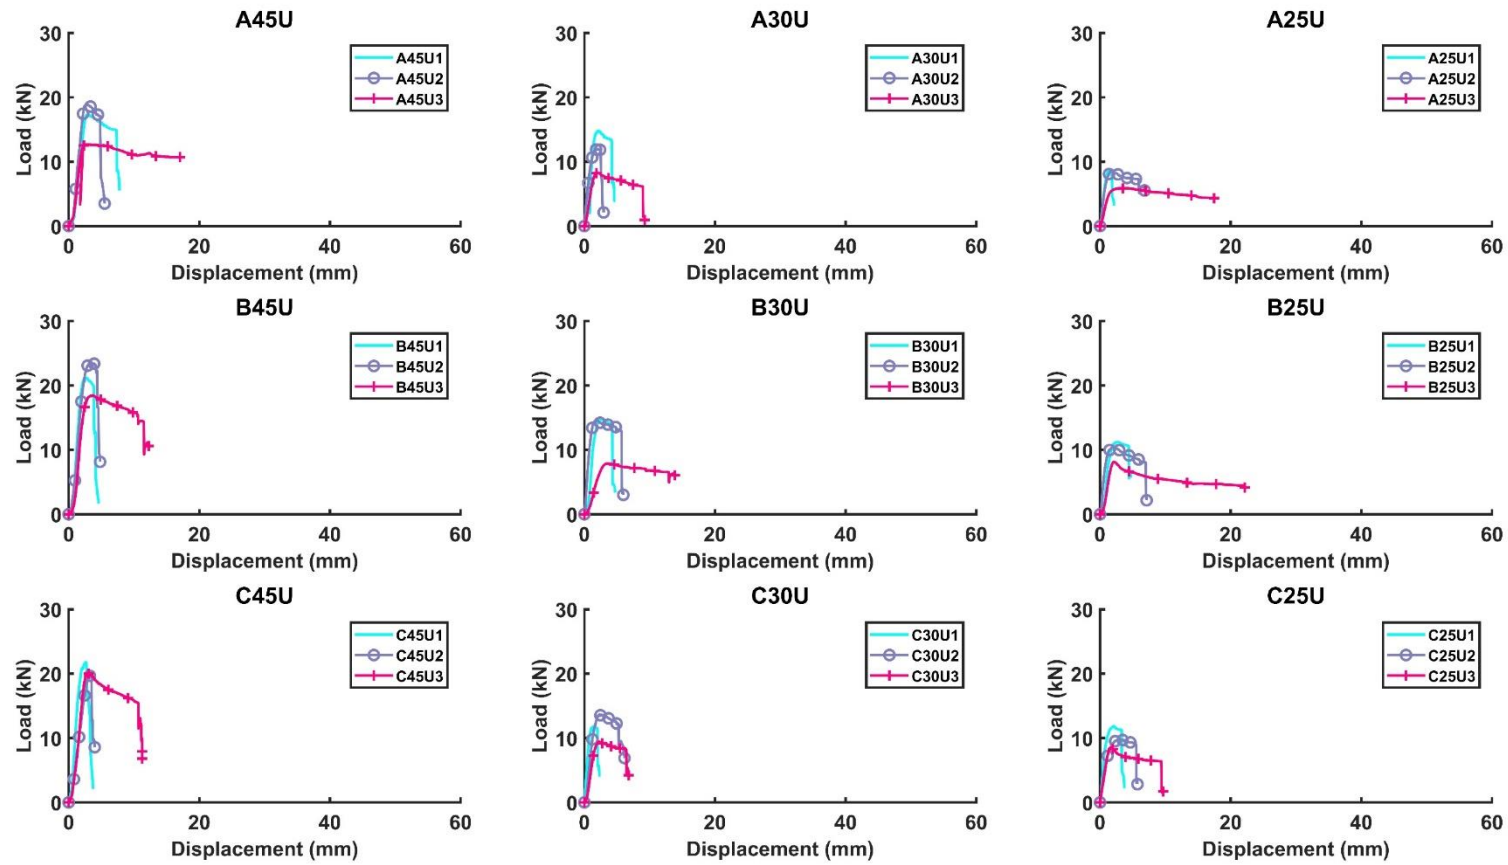 A45U
30
20
10
0
Load (kN)
0 20 40 60
Displacement (mm)
A45U1
A45U2
A45U3
A30U
30
20
10
0
Load (kN)
0 20 40 60
Displacement (mm)
A30U1
A30U2
A30U3
A25U
30
20
10
0
Load (kN)
0 20 40 60
Displacement (mm)
A25U1
A25U2
A25U3
B45U
30
20
10
0
Load (kN)
0 20 40 60
Displacement (mm)
B45U1
B45U2
B45U3
B30U
30
20
10
0
Load (kN)
0 20 40 60
Displacement (mm)
B30U1
B30U2
B30U3
B25U
30
20
10
0
Load (kN)
0 20 40 60
Displacement (mm)
B25U1
B25U2
B25U3
C45U
30
20
10
0
Load (kN)
0 20 40 60
Displacement (mm)
C45U1
C45U2
C45U3
C30U
30
20
10
0
Load (kN)
0 20 40 60
Displacement (mm)
C30U1
C30U2
C30U3
C25U
30
20
10
0
Load (kN)
0 20 40 60
Displacement (mm)
C25U1
C25U2
C25U3